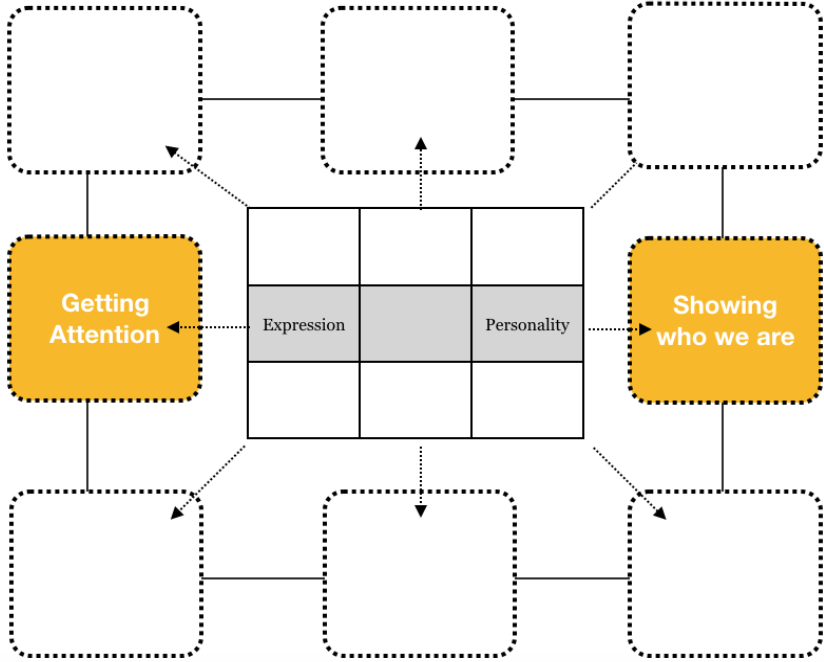 Getting
Attention
Expression
Personality
Showing
who we are